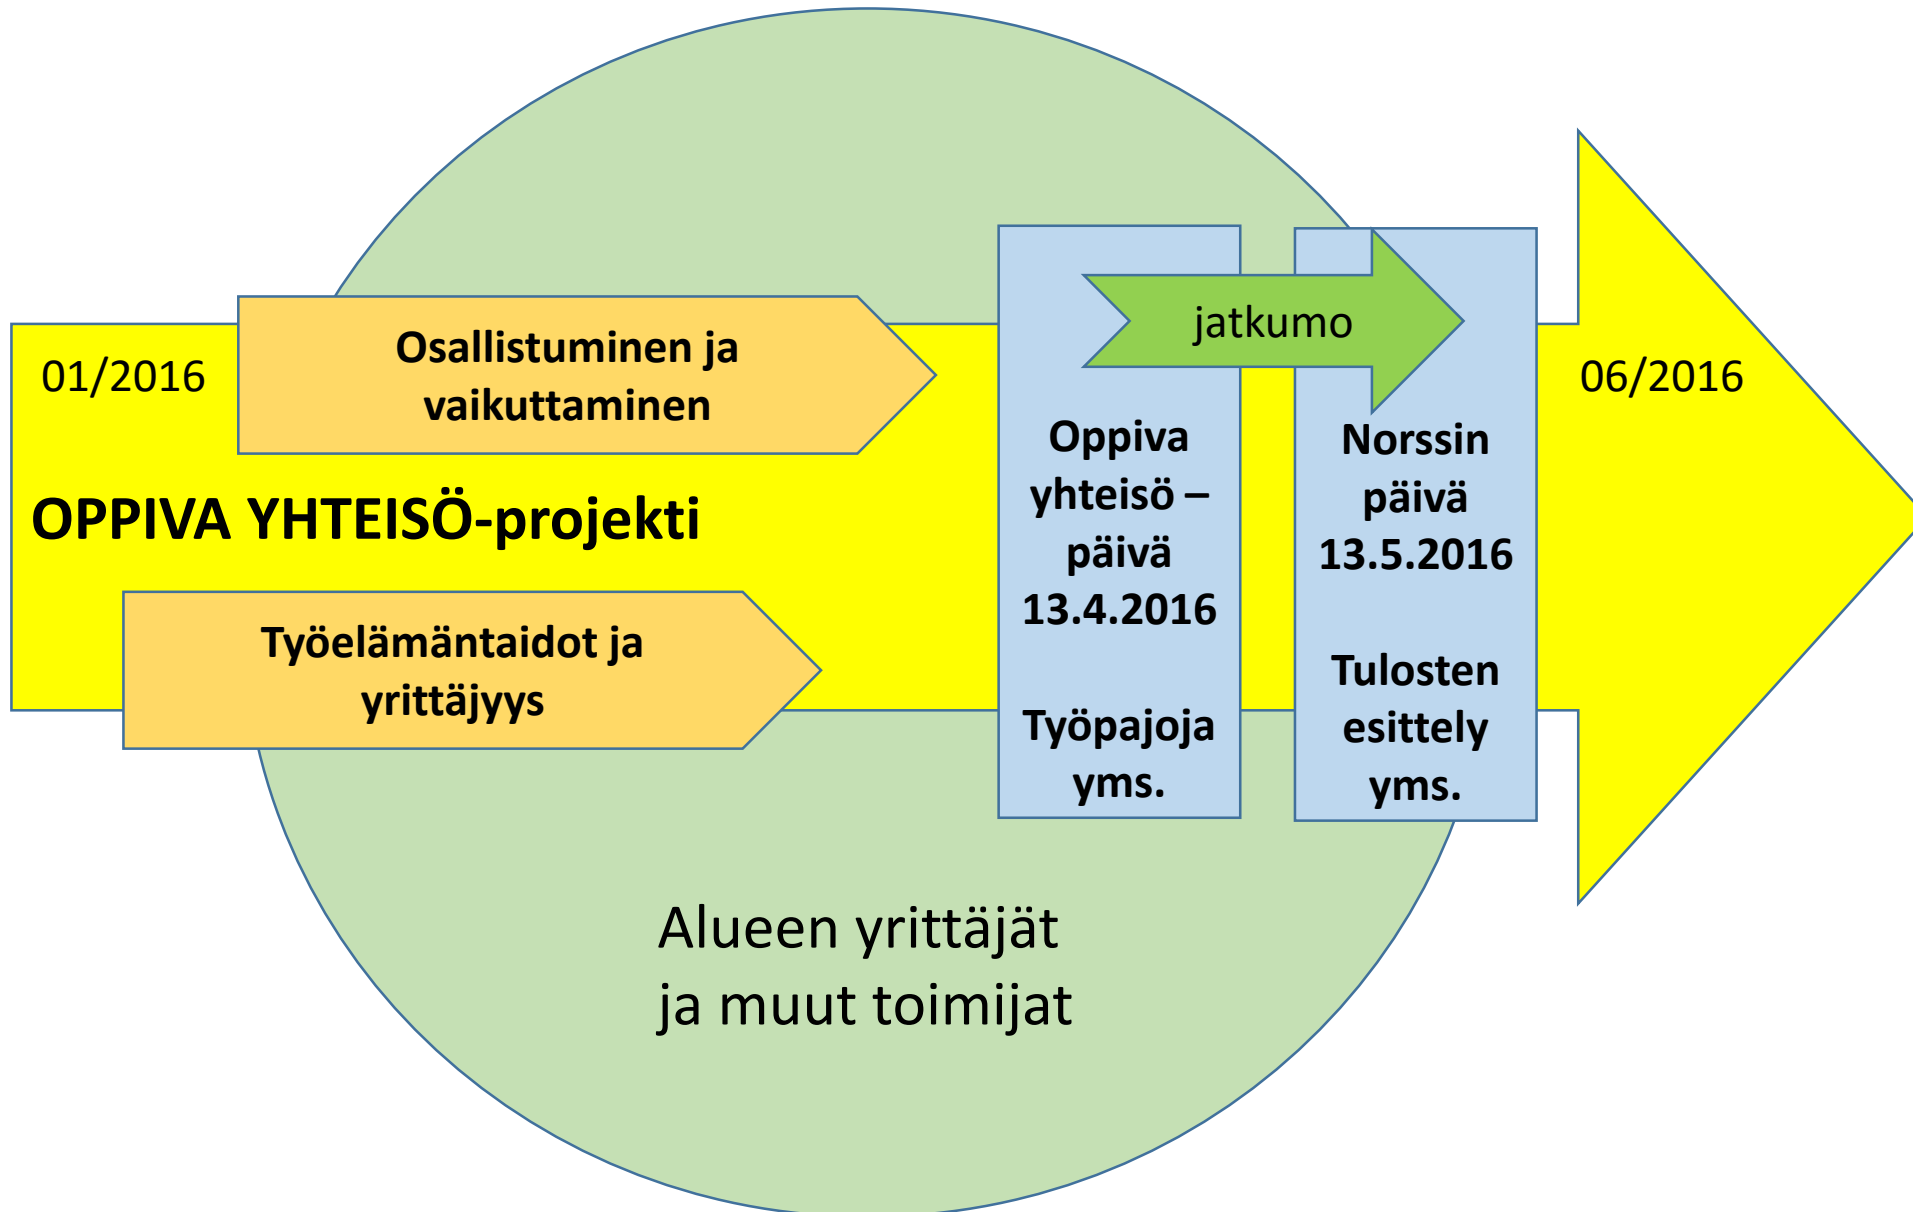 01/2016
Osallistuminen ja
vaikuttaminen
OPPIVA YHTEISÖ-projekti
Työelämäntaidot ja
yrittäjyys
jatkumo
Oppiva
yhteisö –
päivä
13.4.2016
Työpajoja
yms.
Norssin
päivä
13.5.2016
Tulosten
esittely
yms.
06/2016
Alueen yrittäjät
ja muut toimijat